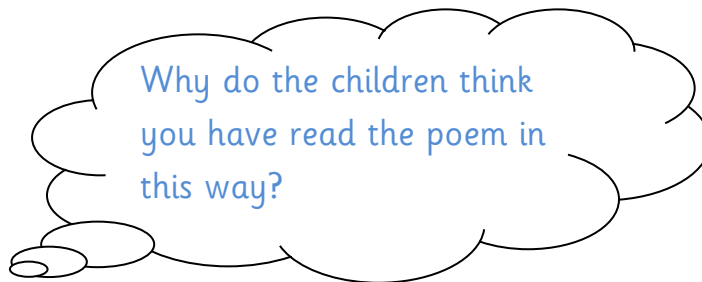 Why do the children think
you have read the poem in
this way?